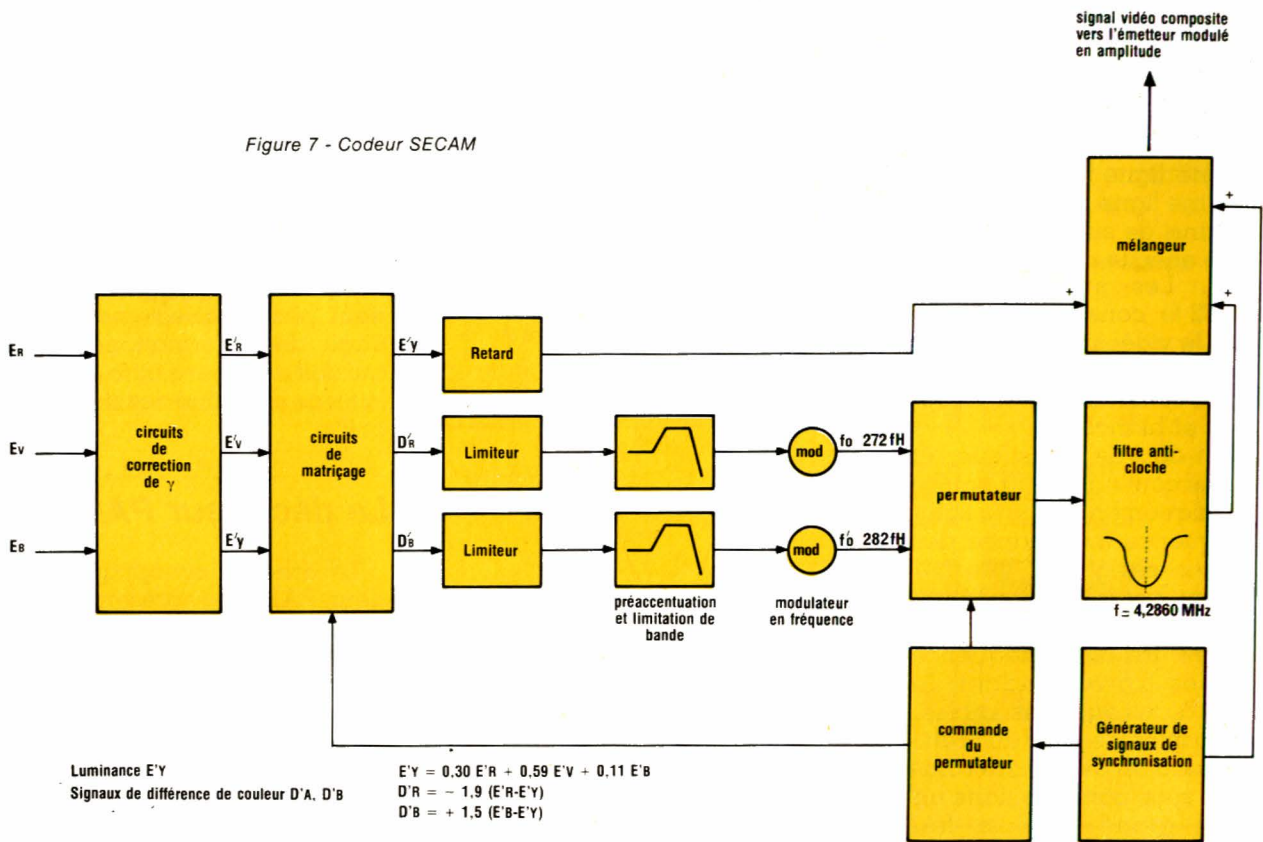 signal vidéo composite
vers l'émetteur modulé
en amplitude
Figure 7 - Codeur SECAM
mélangeur
+
+
+
ER
EV
EB
circuits
de
correction
de γ
E'R
E'V
E'y
circuits
de
matriçage
E'y
D'R
D'B
Retard
Limiteur
Limiteur
préaccentuation
et limitation de
bande
mod
mod
modulateur
en fréquence
fo 272 fH
f'o 282 fH
permutateur
filtre anti-
cloche
f = 4,2860 MHz
commande
du
permutateur
Générateur de
signaux de
synchronisation
Luminance E'Y
Signaux de différence de couleur D'A, D'B
E'Y = 0,30 E'R + 0,59 E'V + 0,11 E'B
D'R = − 1,9 (E'R-E'Y)
D'B = + 1,5 (E'B-E'Y)